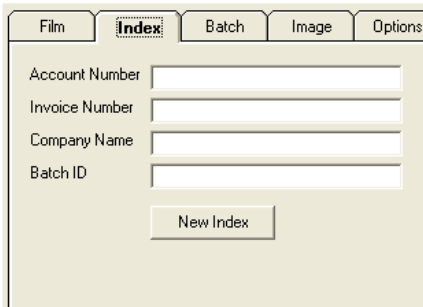 Film Index Batch Image Options
Account Number
Invoice Number
Company Name
Batch ID
New Index